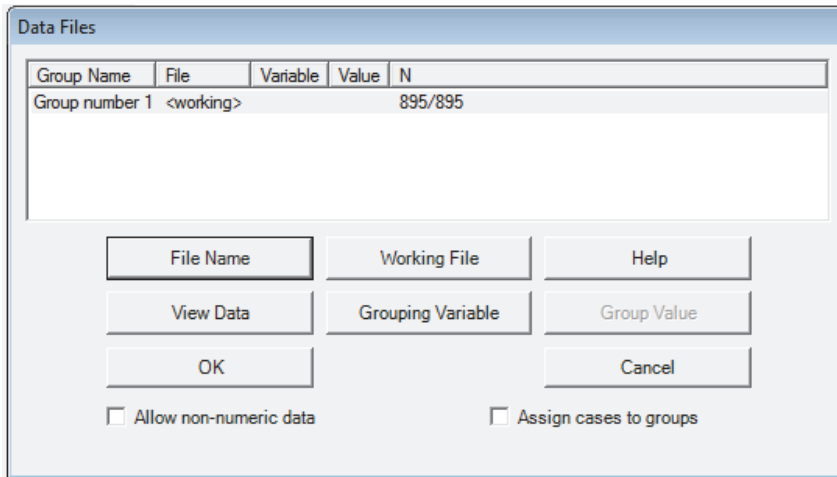 Data Files
Group Name File Variable Value N
Group number 1 <working> 895/895
File Name Working File Help
View Data Grouping Variable Group Value
OK Cancel
Allow non-numeric data Assign cases to groups